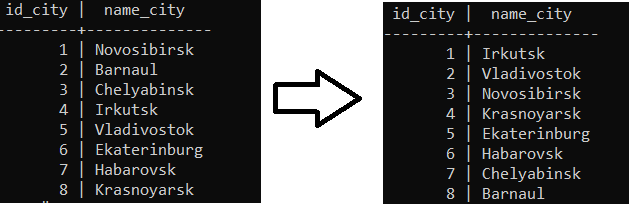 id_city | name_city
---------+--------------
1 | Novosibirsk
2 | Barnaul
3 | Chelyabinsk
4 | Irkutsk
5 | Vladivostok
6 | Ekaterinburg
7 | Habarovsk
8 | Krasnoyarsk
id_city | name_city
---------+--------------
1 | Irkutsk
2 | Vladivostok
3 | Novosibirsk
4 | Krasnoyarsk
5 | Ekaterinburg
6 | Habarovsk
7 | Chelyabinsk
8 | Barnaul